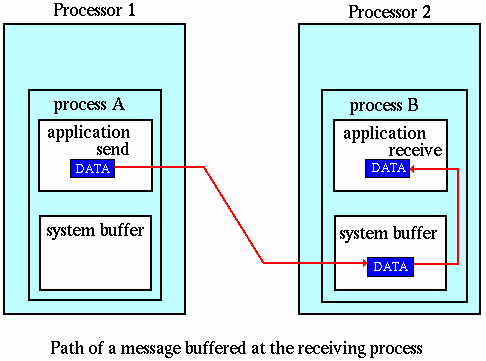 Processor 1
process A
application
send
DATA
system buffer
Processor 2
process B
application
receive
DATA
system buffer
DATA
Path of a message buffered at the receiving process